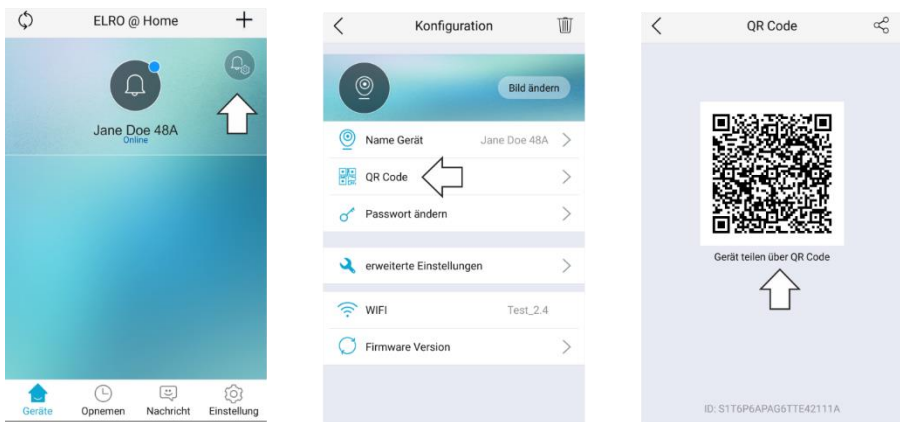 ELRO @ Home
Jane Doe 48A
Online
Geräte
Opnemen
Nachricht
Einstellung
Konfiguration
Bild ändern
Name Gerät Jane Doe 48A
QR Code
Passwort ändern
erweiterte Einstellungen
WIFI Test_2.4
Firmware Version
QR Code
Gerät teilen über QR Code
ID: S1T6P6APAG6TTE42111A